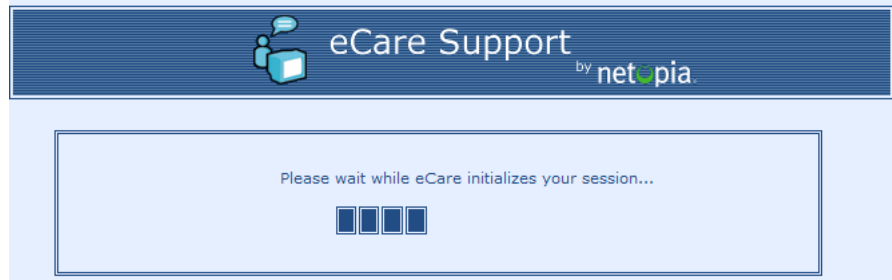 eCare Support
by netopia.
Please wait while eCare initializes your session...